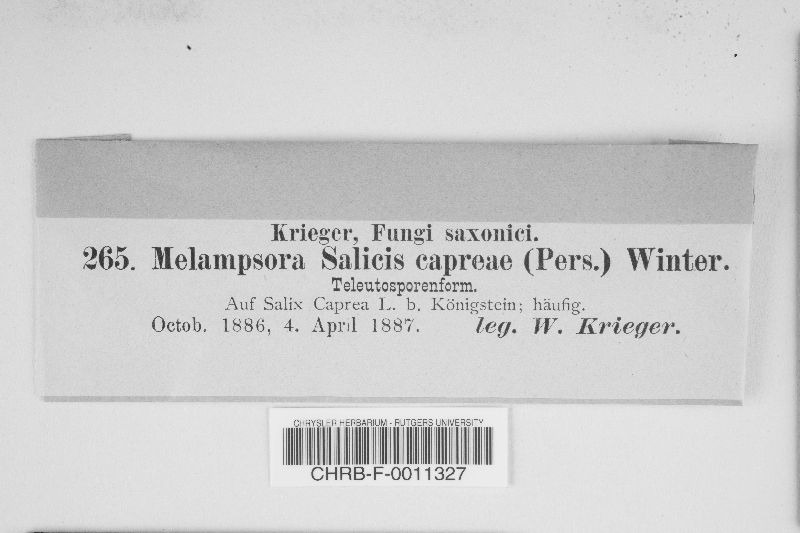 Krieger, Fungi saxonici.
265. Melampsora Salicis capreae (Pers.) Winter.
Teleutosporenform.
Auf Salix Caprea L. b. Königstein; häufig.
Octob. 1886, 4. April 1887. leg. W. Krieger.
CHRYSLER HERBARIUM - RUTGERS UNIVERSITY
CHRB-F-0011327